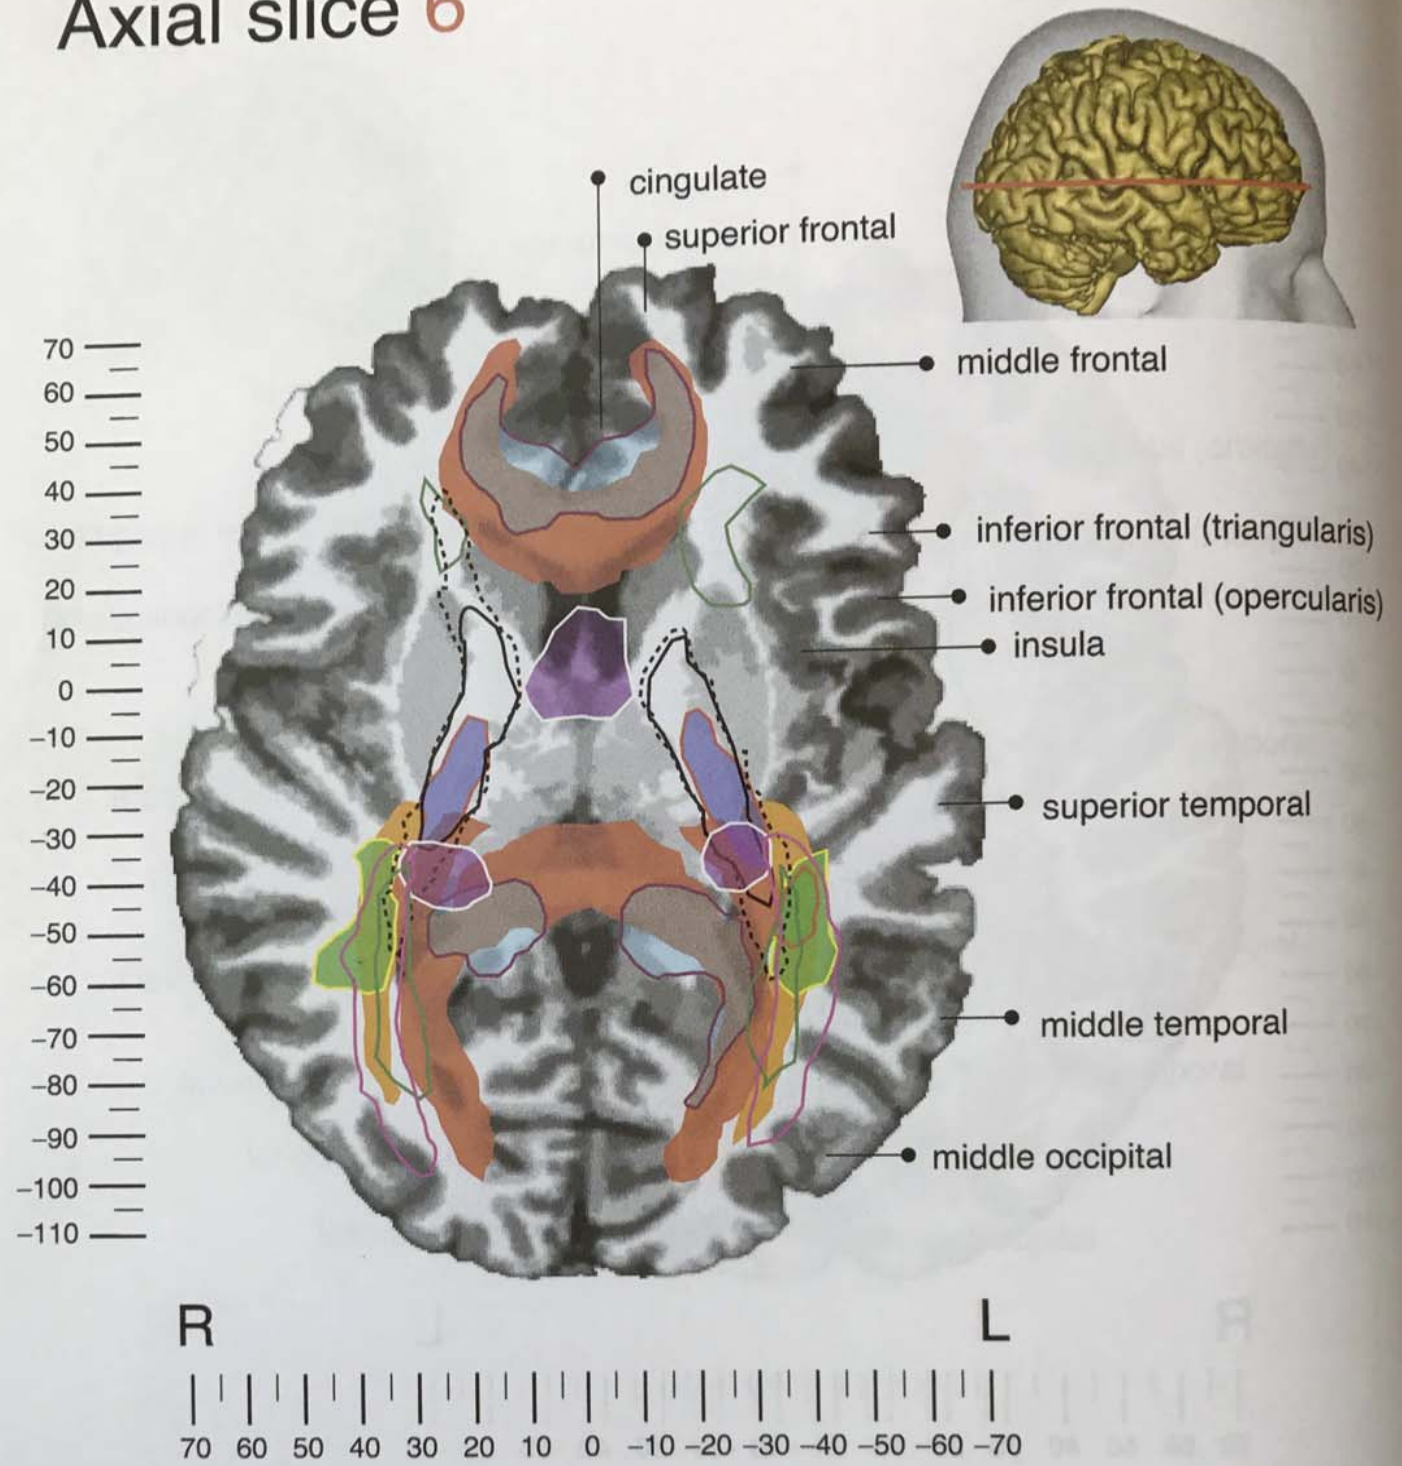 Axial slice 6
cingulate
superior frontal
middle frontal
inferior frontal (triangularis)
inferior frontal (opercularis)
insula
superior temporal
middle temporal
middle occipital
70
60
50
40
30
20
10
0
–10
–20
–30
–40
–50
–60
–70
–80
–90
–100
–110
R L
70 60 50 40 30 20 10 0 –10 –20 –30 –40 –50 –60 –70